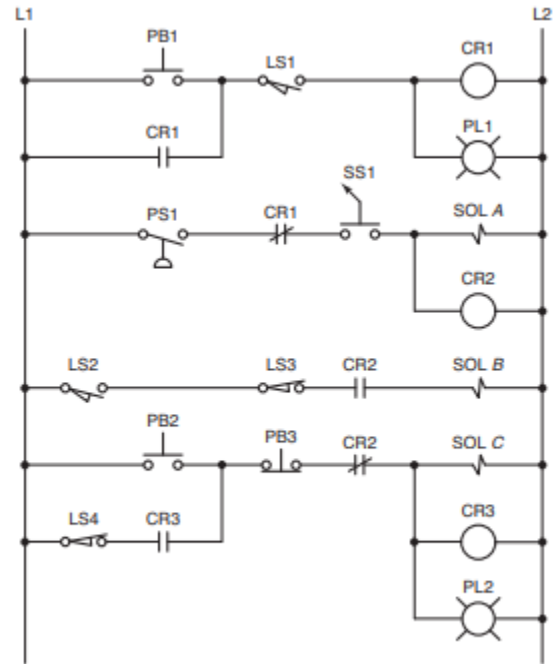 L1 L2
PB1 LS1 CR1
CR1 PL1
SS1
PS1 CR1 SOL A
CR2
LS2 LS3 CR2 SOL B
PB2 PB3 CR2 SOL C
LS4 CR3 CR3
PL2